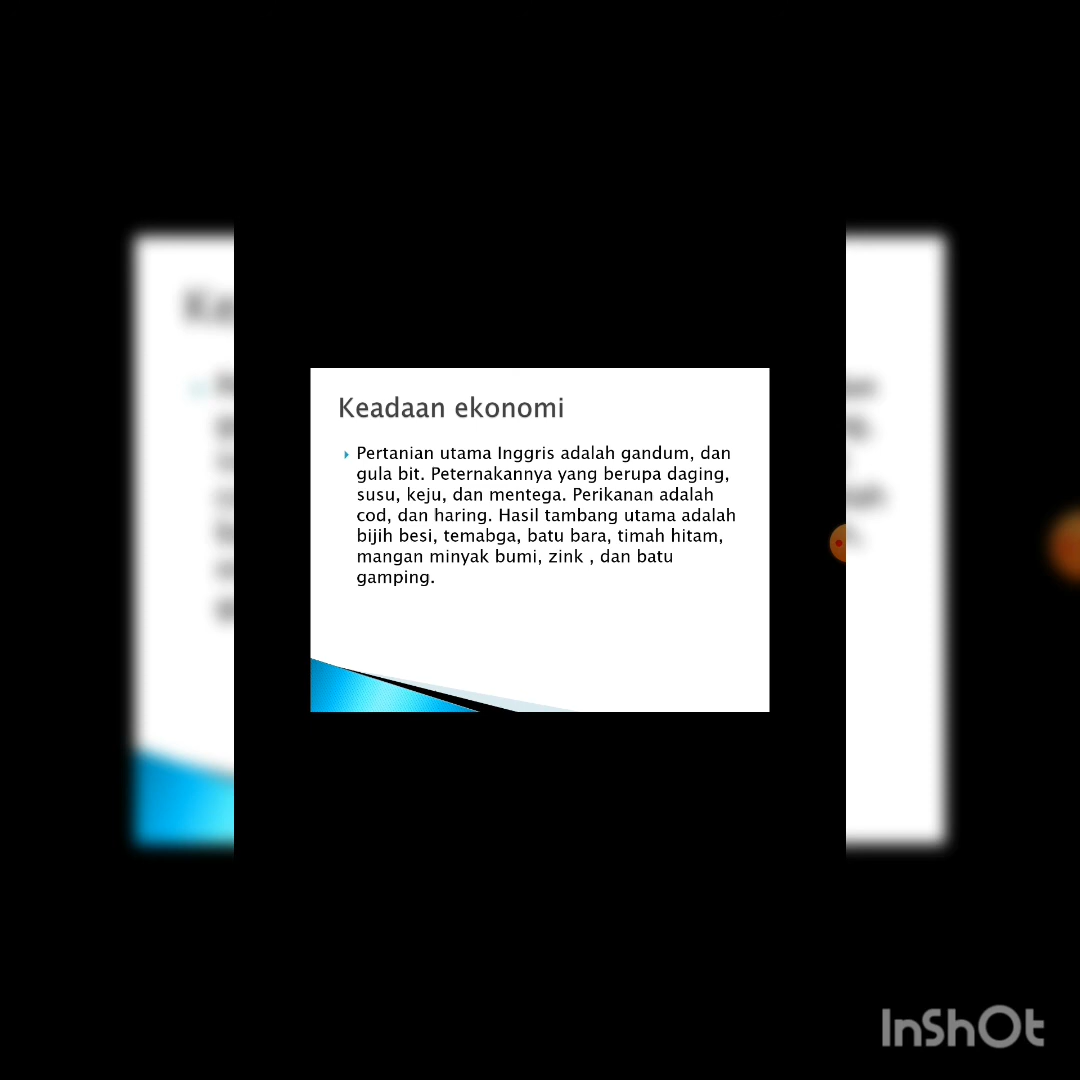 Keadaan ekonomi
Pertanian utama Inggris adalah gandum, dan
gula bit. Peternakannya yang berupa daging,
susu, keju, dan mentega. Perikanan adalah
cod, dan haring. Hasil tambang utama adalah
bijih besi, temabga, batu bara, timah hitam,
mangan minyak bumi, zink , dan batu
gamping.
InShOt